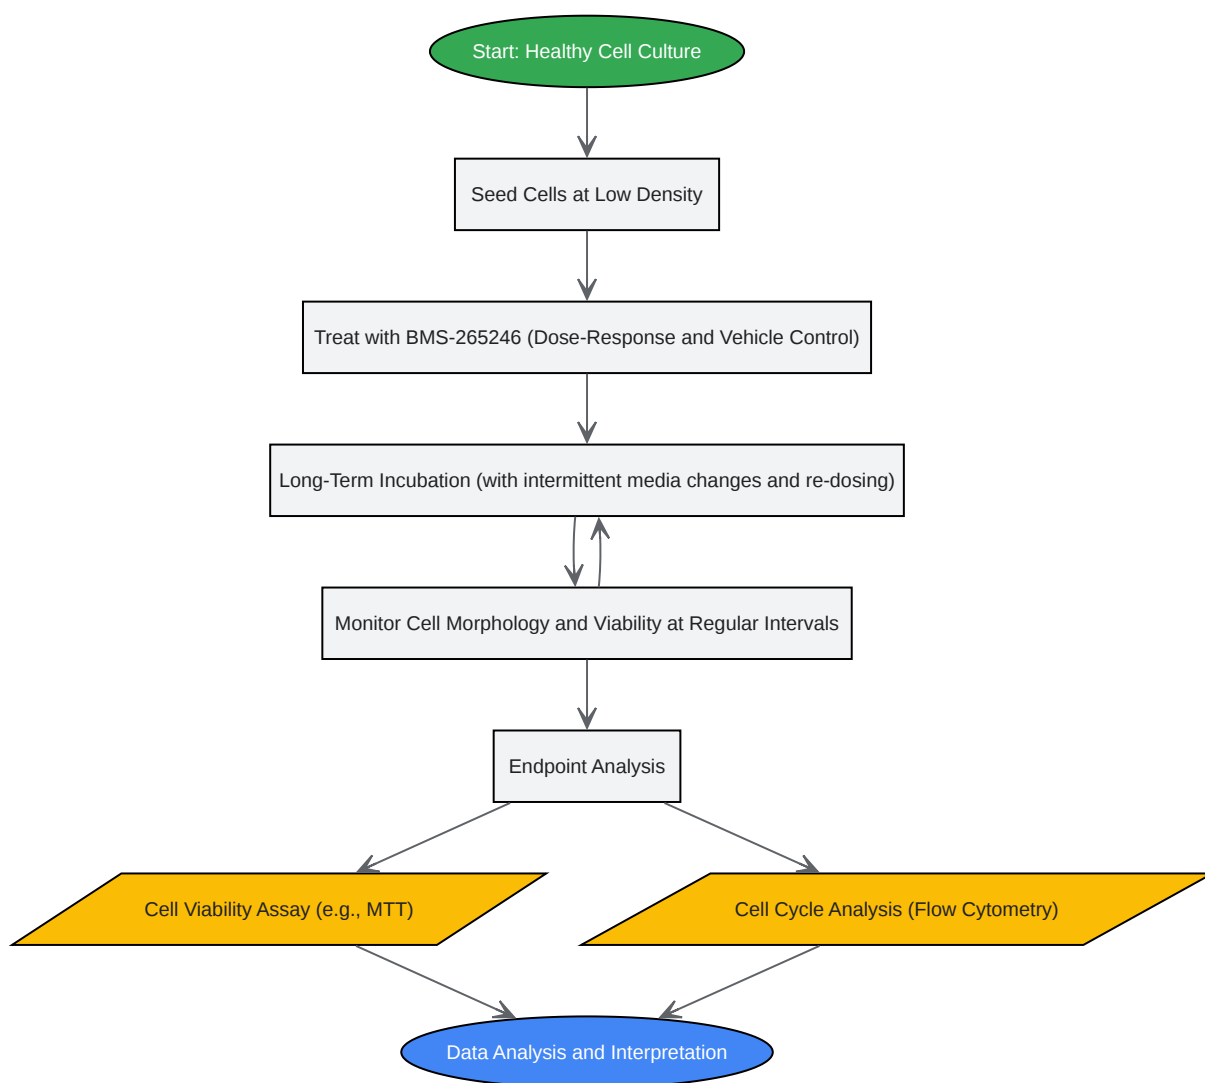 Start: Healthy Cell Culture
Seed Cells at Low Density
Treat with BMS-265246 (Dose-Response and Vehicle Control)
Long-Term Incubation (with intermittent media changes and re-dosing)
Monitor Cell Morphology and Viability at Regular Intervals
Endpoint Analysis
Cell Viability Assay (e.g., MTT)
Cell Cycle Analysis (Flow Cytometry)
Data Analysis and Interpretation